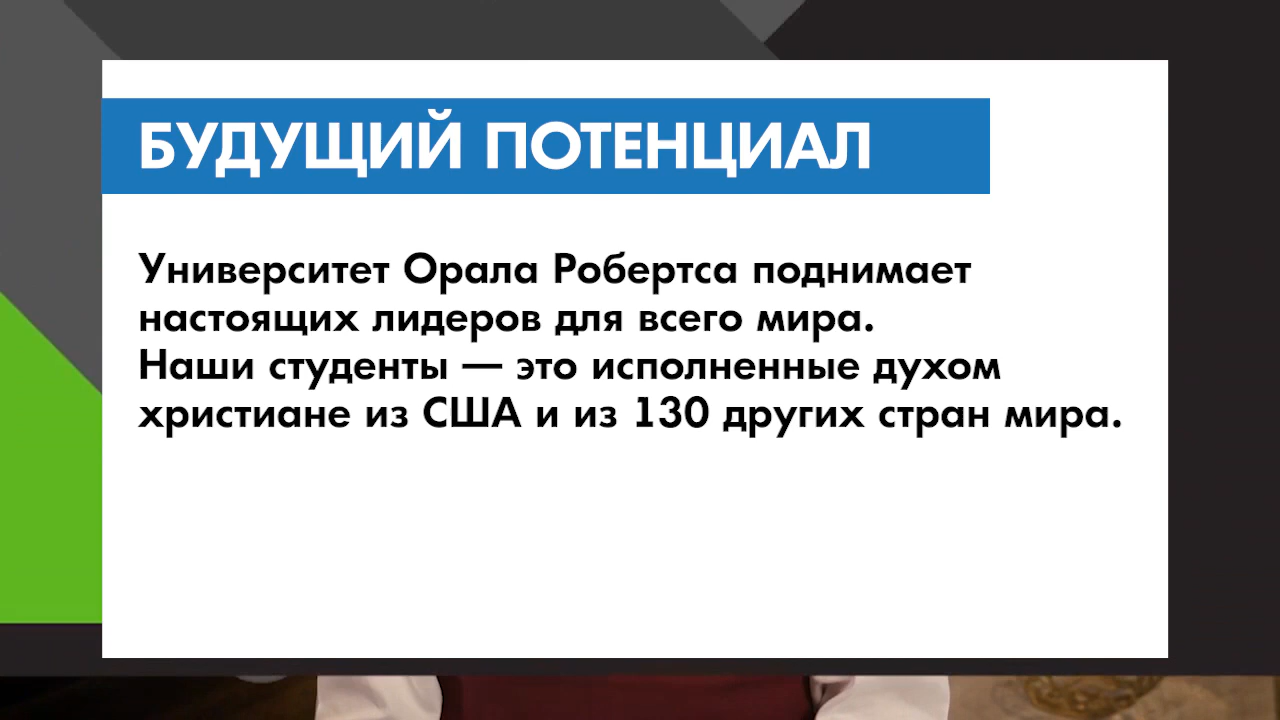 БУДУЩИЙ ПОТЕНЦИАЛ
Университет Орала Робертса поднимает
настоящих лидеров для всего мира.
Наши студенты — это исполненные духом
христиане из США и из 130 других стран мира.